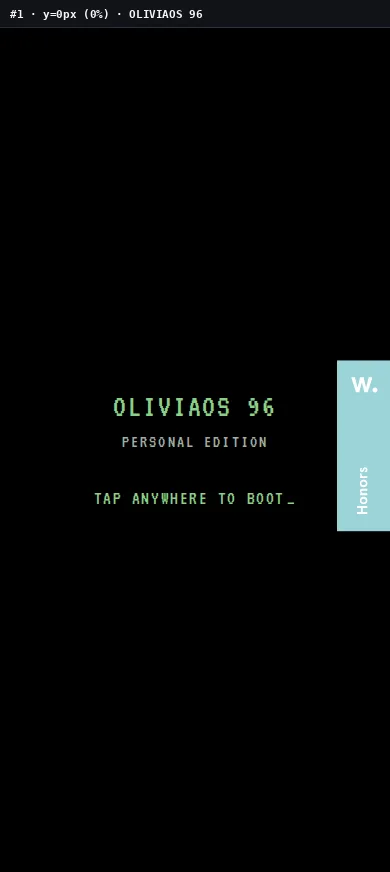 #1 · y=0px (0%) · OLIVIAOS 96
W.
OLIVIAOS 96
PERSONAL EDITION
Honors
TAP ANYWHERE TO BOOT_